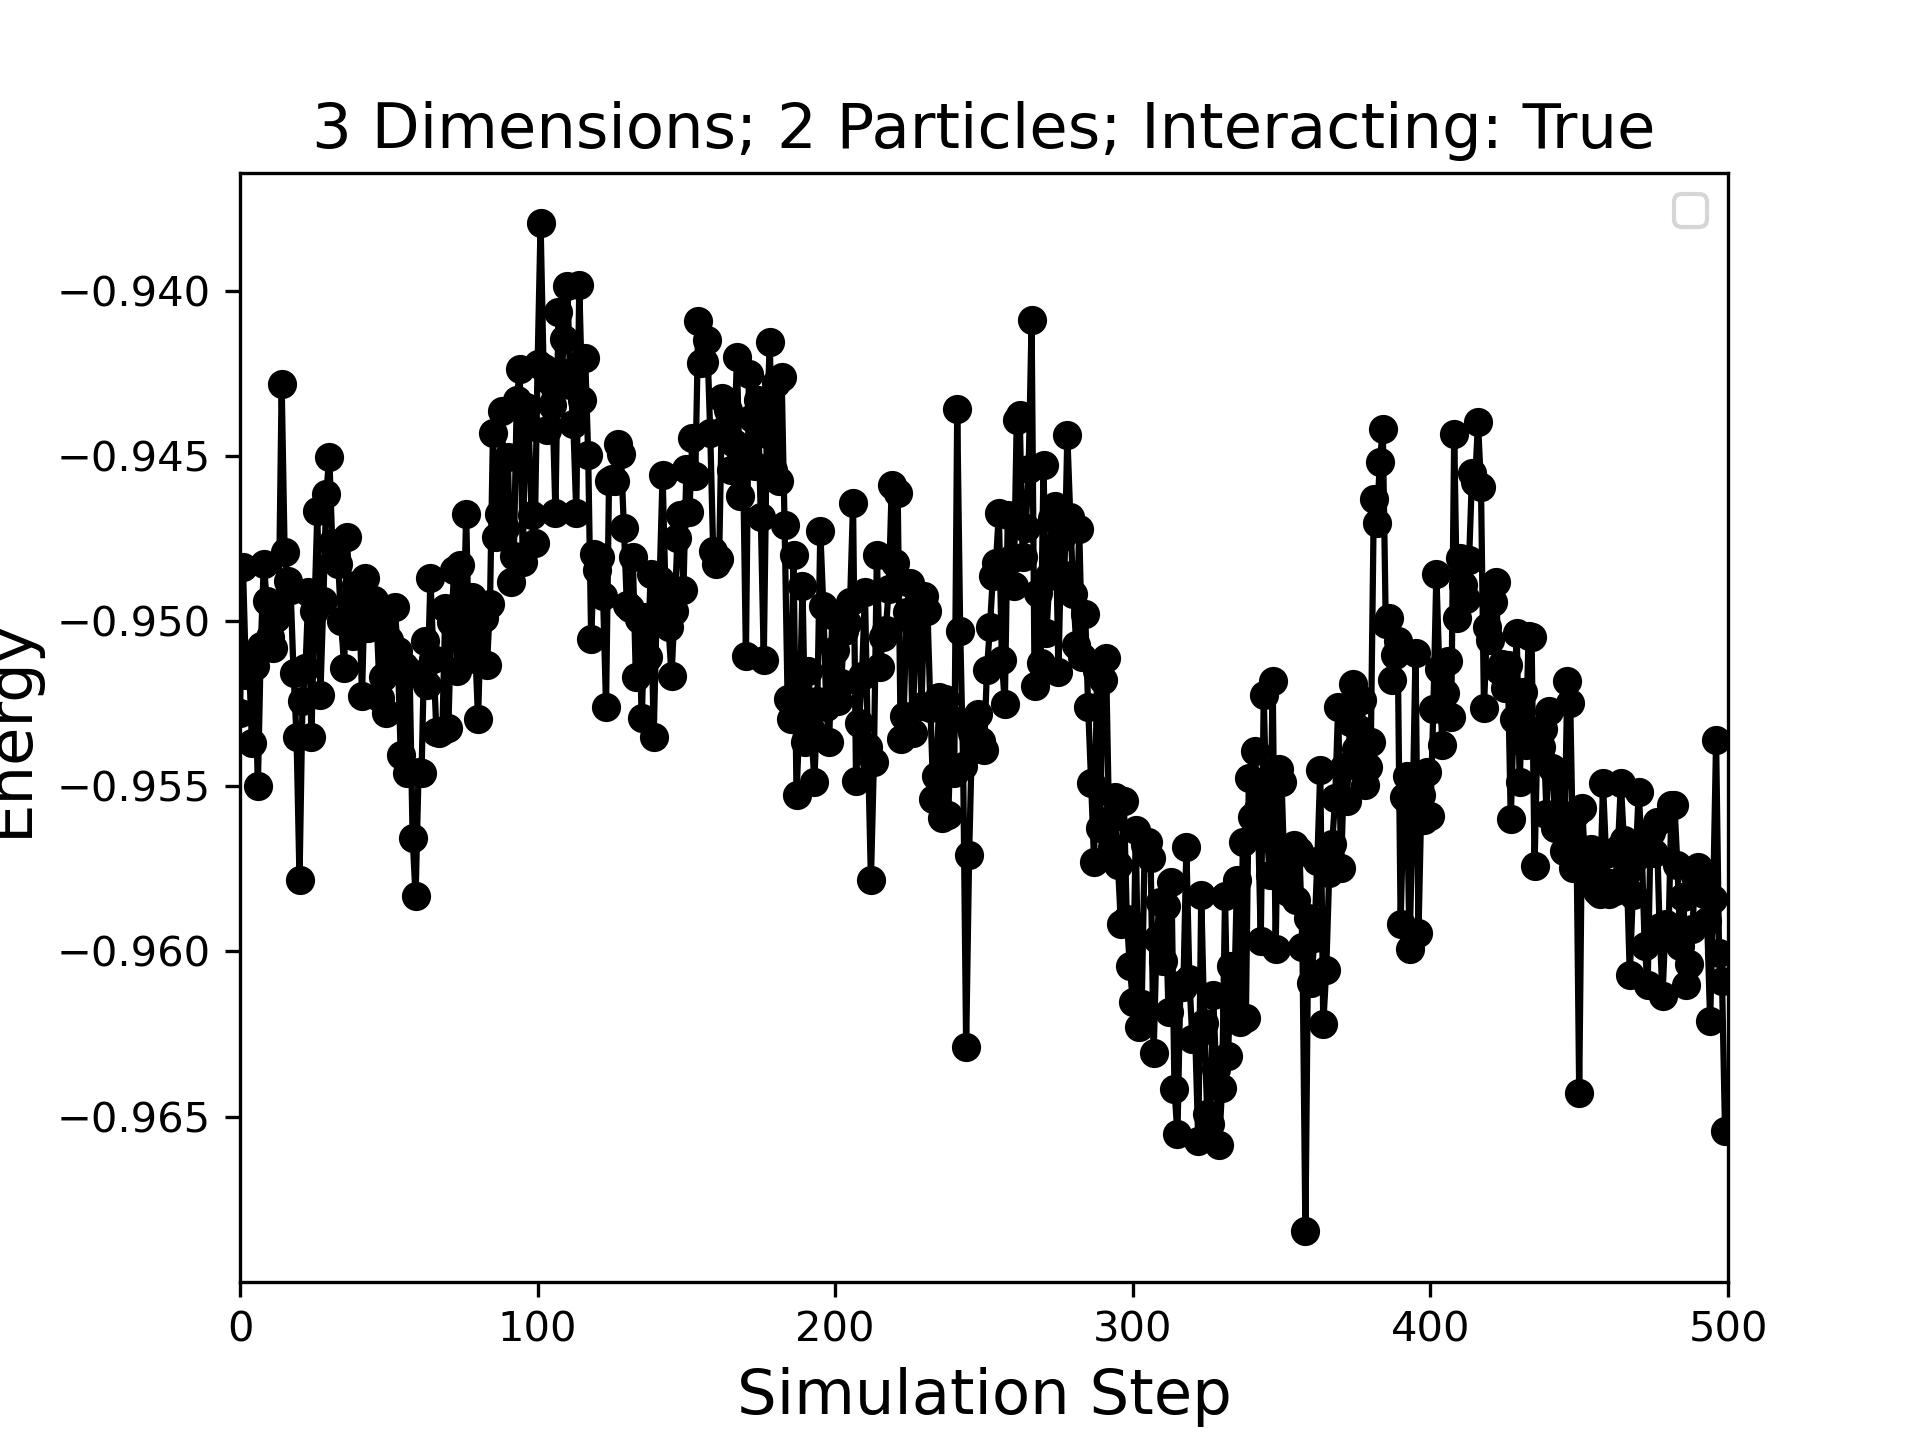 3 Dimensions; 2 Particles; Interacting: True
Energy
−0.940
−0.945
−0.950
−0.955
−0.960
−0.965
0 100 200 300 400 500
Simulation Step